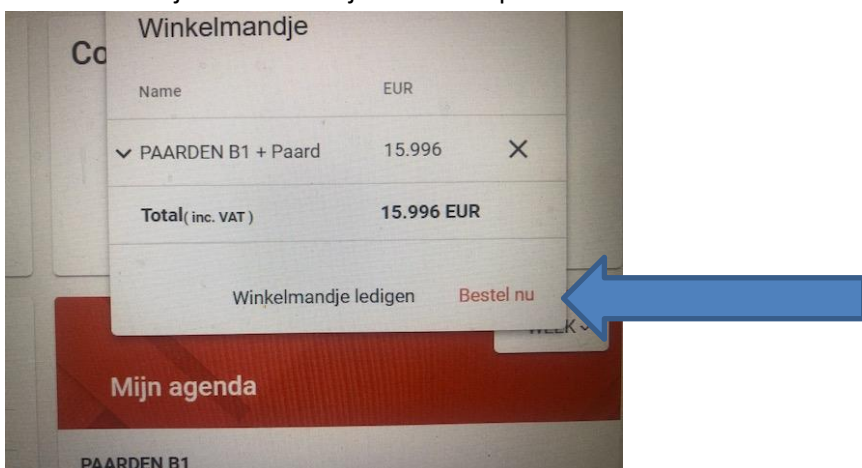 Winkelmandje
Co
Name EUR
PAARDEN B1 + Paard 15.996
Total( inc. VAT ) 15.996 EUR
Winkelmandje ledigen Bestel nu
WEEK
Mijn agenda
PAARDEN B1